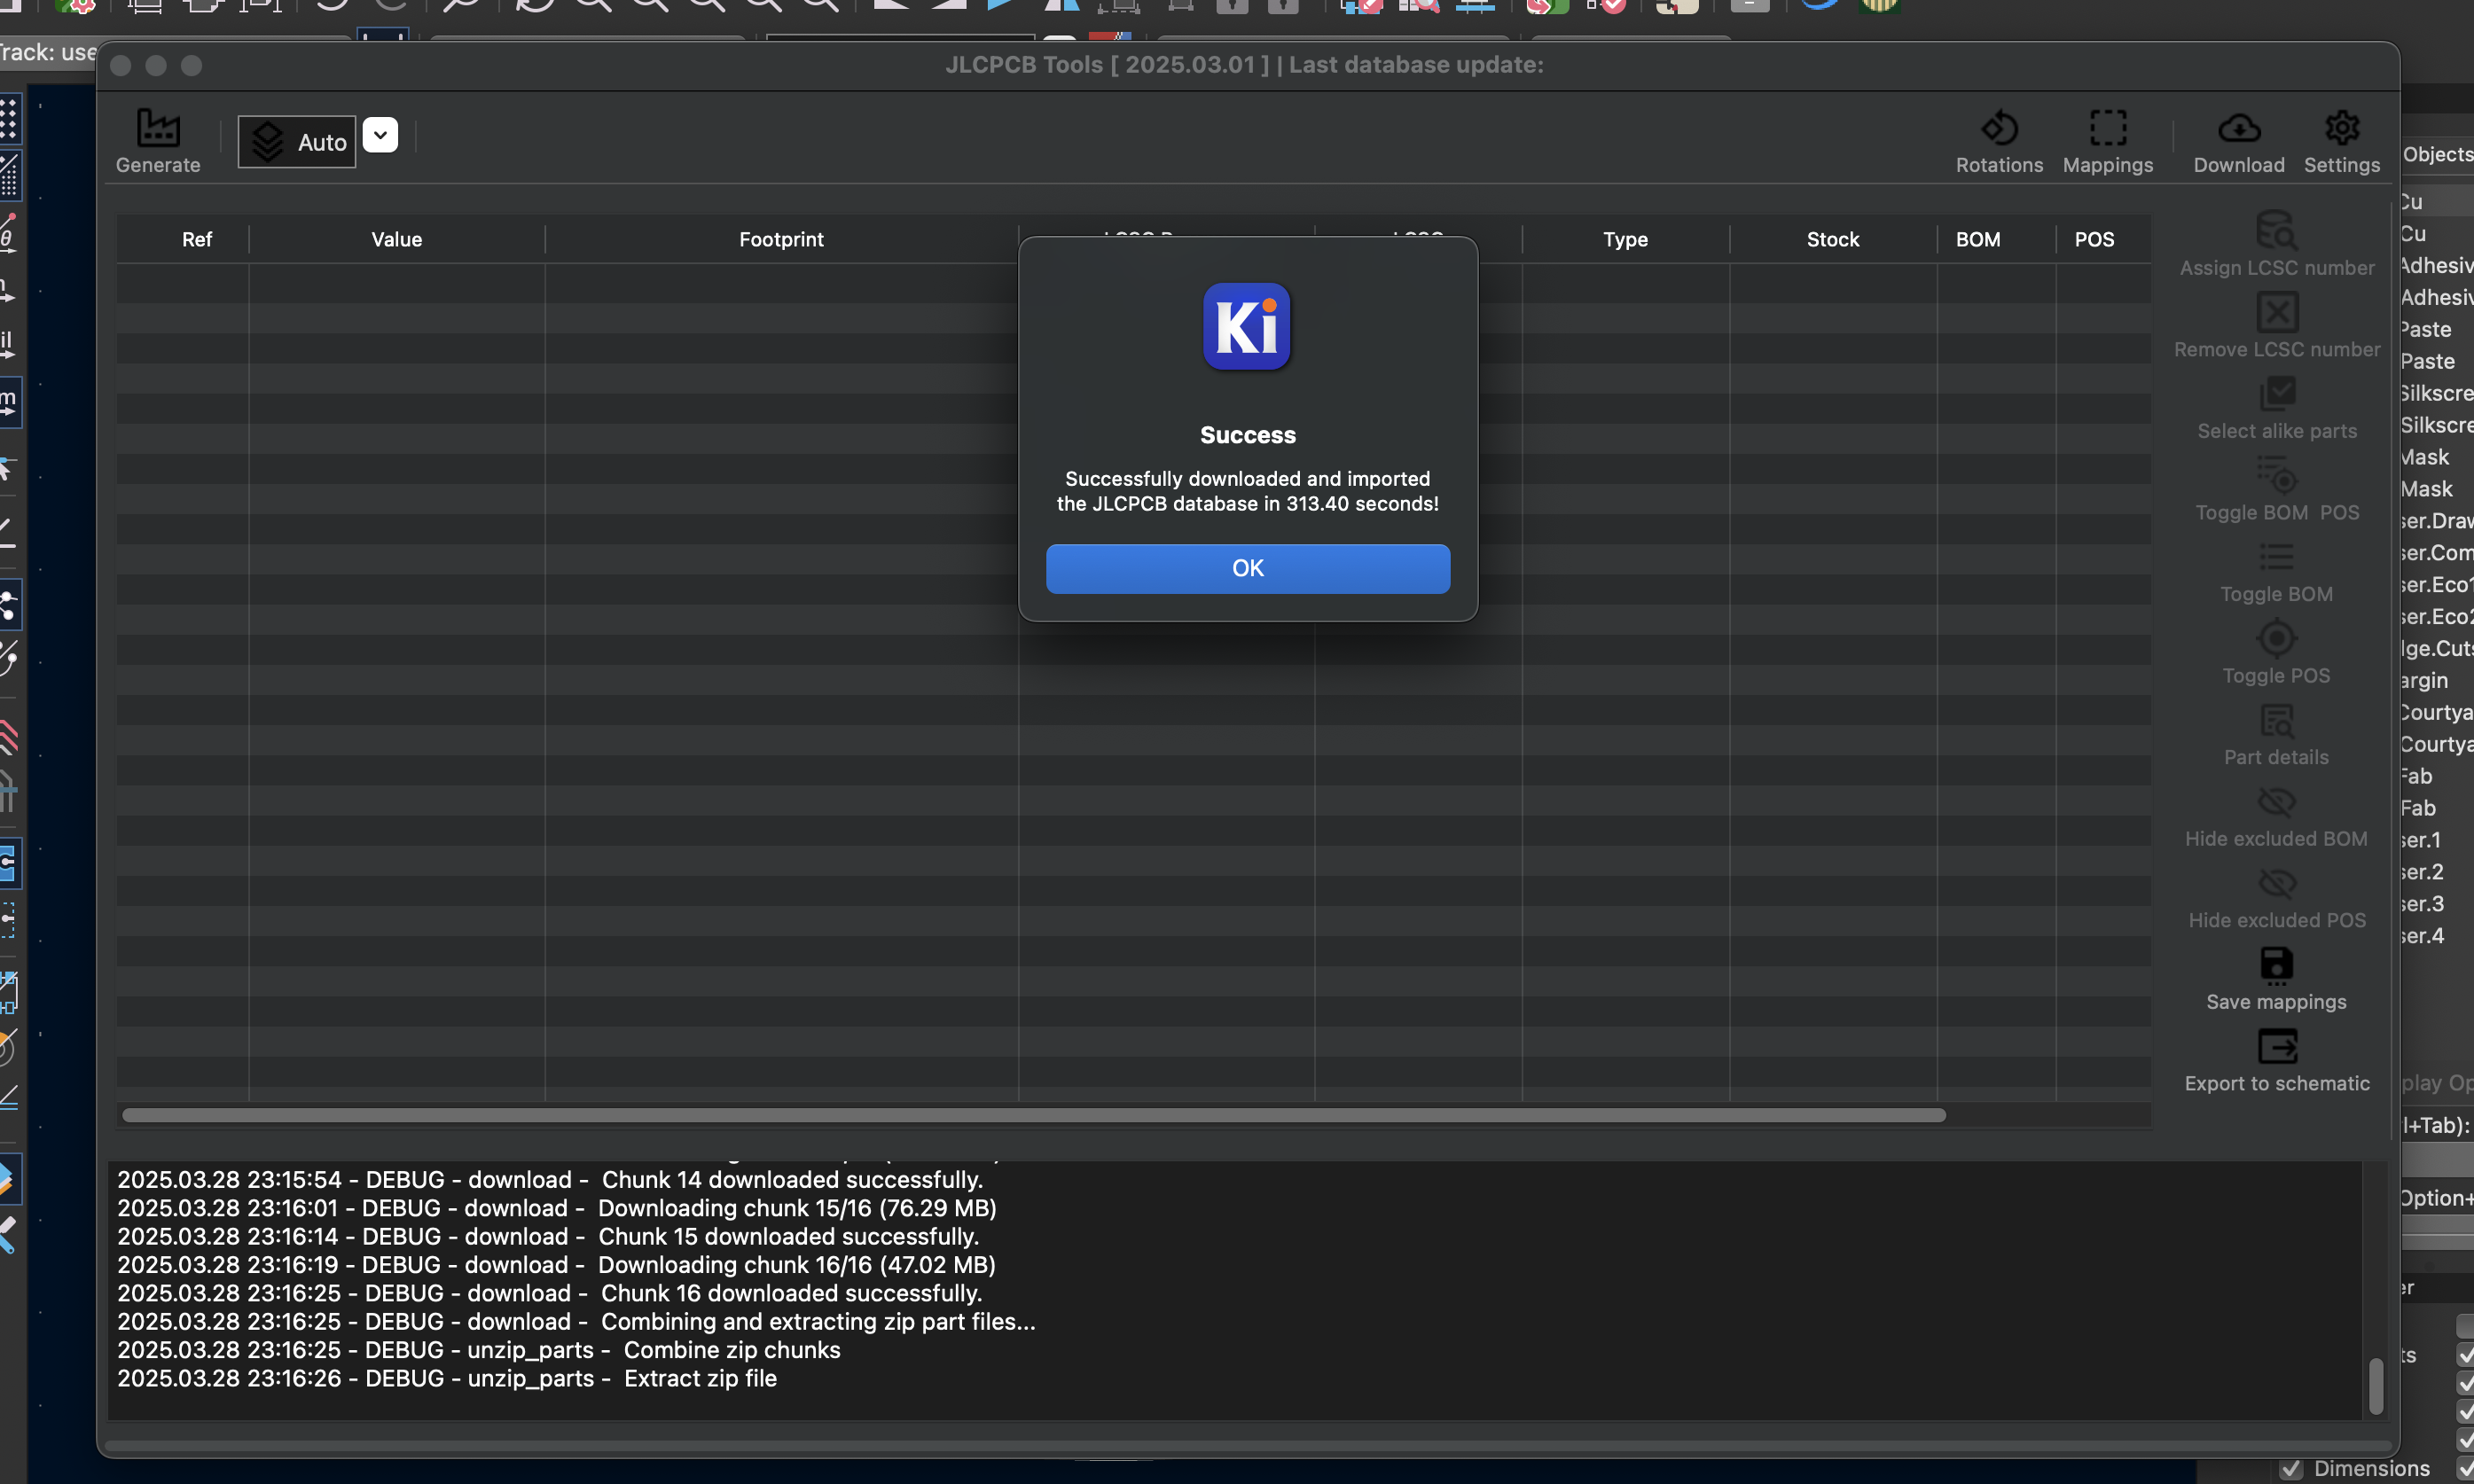 Track: use
JLCPCB Tools [ 2025.03.01 ] | Last database update:
Generate
Auto
Rotations
Mappings
Download
Settings
Objects
Ref
Value
Footprint
Type
Stock
BOM
POS
Ki
Success
Successfully downloaded and imported
the JLCPCB database in 313.40 seconds!
OK
Assign LCSC number
Remove LCSC number
Select alike parts
Toggle BOM POS
Toggle BOM
Toggle POS
Part details
Hide excluded BOM
Hide excluded POS
Save mappings
Export to schematic
Cu
Cu
Adhesiv
Adhesiv
Paste
Paste
Silkscre
Silkscre
Mask
Mask
ser.Draw
ser.Com
ser.Eco1
ser.Eco2
dge.Cuts
argin
Courtya
Courtya
Fab
Fab
ser.1
ser.2
ser.3
ser.4
play Op
l+Tab):
Option+
er
ts
Dimensions
2025.03.28 23:15:54 - DEBUG - download - Chunk 14 downloaded successfully.
2025.03.28 23:16:01 - DEBUG - download - Downloading chunk 15/16 (76.29 MB)
2025.03.28 23:16:14 - DEBUG - download - Chunk 15 downloaded successfully.
2025.03.28 23:16:19 - DEBUG - download - Downloading chunk 16/16 (47.02 MB)
2025.03.28 23:16:25 - DEBUG - download - Chunk 16 downloaded successfully.
2025.03.28 23:16:25 - DEBUG - download - Combining and extracting zip part files...
2025.03.28 23:16:25 - DEBUG - unzip_parts - Combine zip chunks
2025.03.28 23:16:26 - DEBUG - unzip_parts - Extract zip file